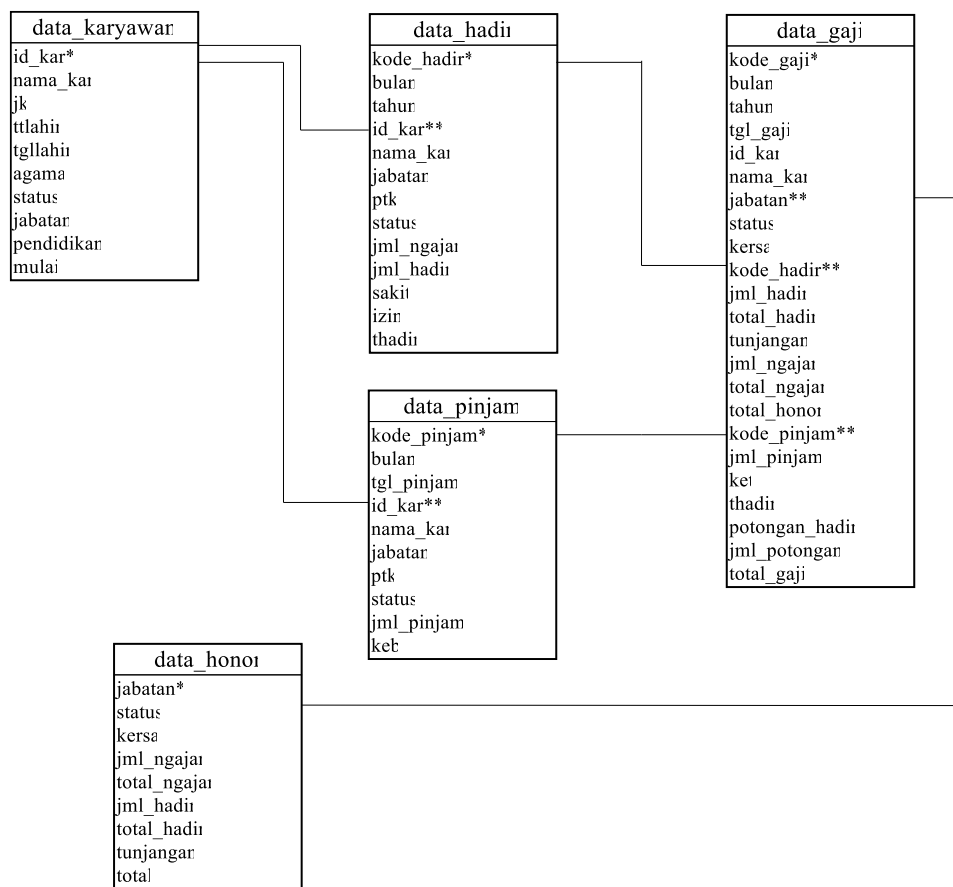 data_karyawan
id_kar*
nama_kar
jk
ttlahir
tgllahir
agama
status
jabatan
pendidikan
mulai
data_hadir
kode_hadir*
bulan
tahun
id_kar**
nama_kar
jabatan
ptk
status
jml_ngajar
jml_hadir
sakit
izin
thadir
data_gaji
kode_gaji*
bulan
tahun
tgl_gaji
id_kar
nama_kar
jabatan**
status
kersa
kode_hadir**
jml_hadir
total_hadir
tunjangan
jml_ngajar
total_ngajar
total_honor
kode_pinjam**
jml_pinjam
ket
thadir
potongan_hadir
jml_potongan
total_gaji
data_pinjam
kode_pinjam*
bulan
tgl_pinjam
id_kar**
nama_kar
jabatan
ptk
status
jml_pinjam
keb
data_honor
jabatan*
status
kersa
jml_ngajar
total_ngajar
jml_hadir
total_hadir
tunjangan
total